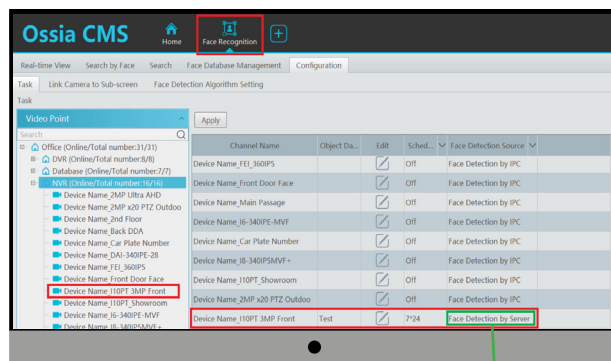 Ossia CMS
Home
Face Recognition
Real-time View Search by Face Search Face Database Management Configuration
Task Link Camera to Sub-screen Face Detection Algorithm Setting
Task
Video Point
Apply
Search
Channel Name Object Da... Edit Sched... Face Detection Source
Office (Online/Total number:31/31)
DVR (Online/Total number:8/8)
Database (Online/Total number:7/7)
NVR (Online/Total number:16/16)
Device Name_2MP Ultra AHD
Device Name_2MP x20 PTZ Outdoo
Device Name_2nd Floor
Device Name_Back DDA
Device Name_Car Plate Number
Device Name_DAI-340IPE-28
Device Name_FEI_360IPS
Device Name_Front Door Face
Device Name_I10PT 3MP Front
Device Name_I10PT_Showroom
Device Name_I6-340IPE-MVF
Device Name_I8-340IPSMVF+
Device Name_FEI_360IPS Off Face Detection by IPC
Device Name_Front Door Face Off Face Detection by IPC
Device Name_Main Passage Off Face Detection by IPC
Device Name_I6-340IPE-MVF Off Face Detection by IPC
Device Name_Car Plate Number Off Face Detection by IPC
Device Name_I8-340IPSMVF+ Off Face Detection by IPC
Device Name_I10PT_Showroom Off Face Detection by IPC
Device Name_2MP x20 PTZ Outdoo Off Face Detection by IPC
Device Name_I10PT 3MP Front Test 7*24 Face Detection by Server